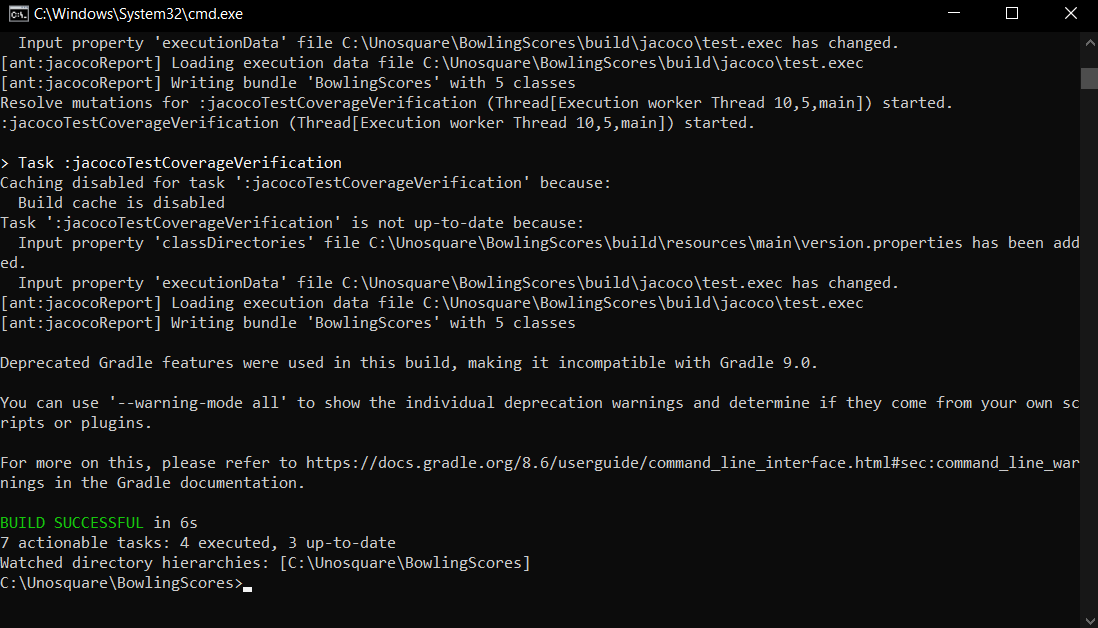 C:\Windows\System32\cmd.exe
Input property 'executionData' file C:\Unosquare\BowlingScores\build\jacoco\test.exec has changed.
[ant:jacocoReport] Loading execution data file C:\Unosquare\BowlingScores\build\jacoco\test.exec
[ant:jacocoReport] Writing bundle 'BowlingScores' with 5 classes
Resolve mutations for :jacocoTestCoverageVerification (Thread[Execution worker Thread 10,5,main]) started.
:jacocoTestCoverageVerification (Thread[Execution worker Thread 10,5,main]) started.
> Task :jacocoTestCoverageVerification
Caching disabled for task ':jacocoTestCoverageVerification' because:
Build cache is disabled
Task ':jacocoTestCoverageVerification' is not up-to-date because:
Input property 'classDirectories' file C:\Unosquare\BowlingScores\build\resources\main\version.properties has been add
ed.
Input property 'executionData' file C:\Unosquare\BowlingScores\build\jacoco\test.exec has changed.
[ant:jacocoReport] Loading execution data file C:\Unosquare\BowlingScores\build\jacoco\test.exec
[ant:jacocoReport] Writing bundle 'BowlingScores' with 5 classes
Deprecated Gradle features were used in this build, making it incompatible with Gradle 9.0.
You can use '--warning-mode all' to show the individual deprecation warnings and determine if they come from your own sc
ripts or plugins.
For more on this, please refer to https://docs.gradle.org/8.6/userguide/command_line_interface.html#sec:command_line_war
nings in the Gradle documentation.
BUILD SUCCESSFUL in 6s
7 actionable tasks: 4 executed, 3 up-to-date
Watched directory hierarchies: [C:\Unosquare\BowlingScores]
C:\Unosquare\BowlingScores>